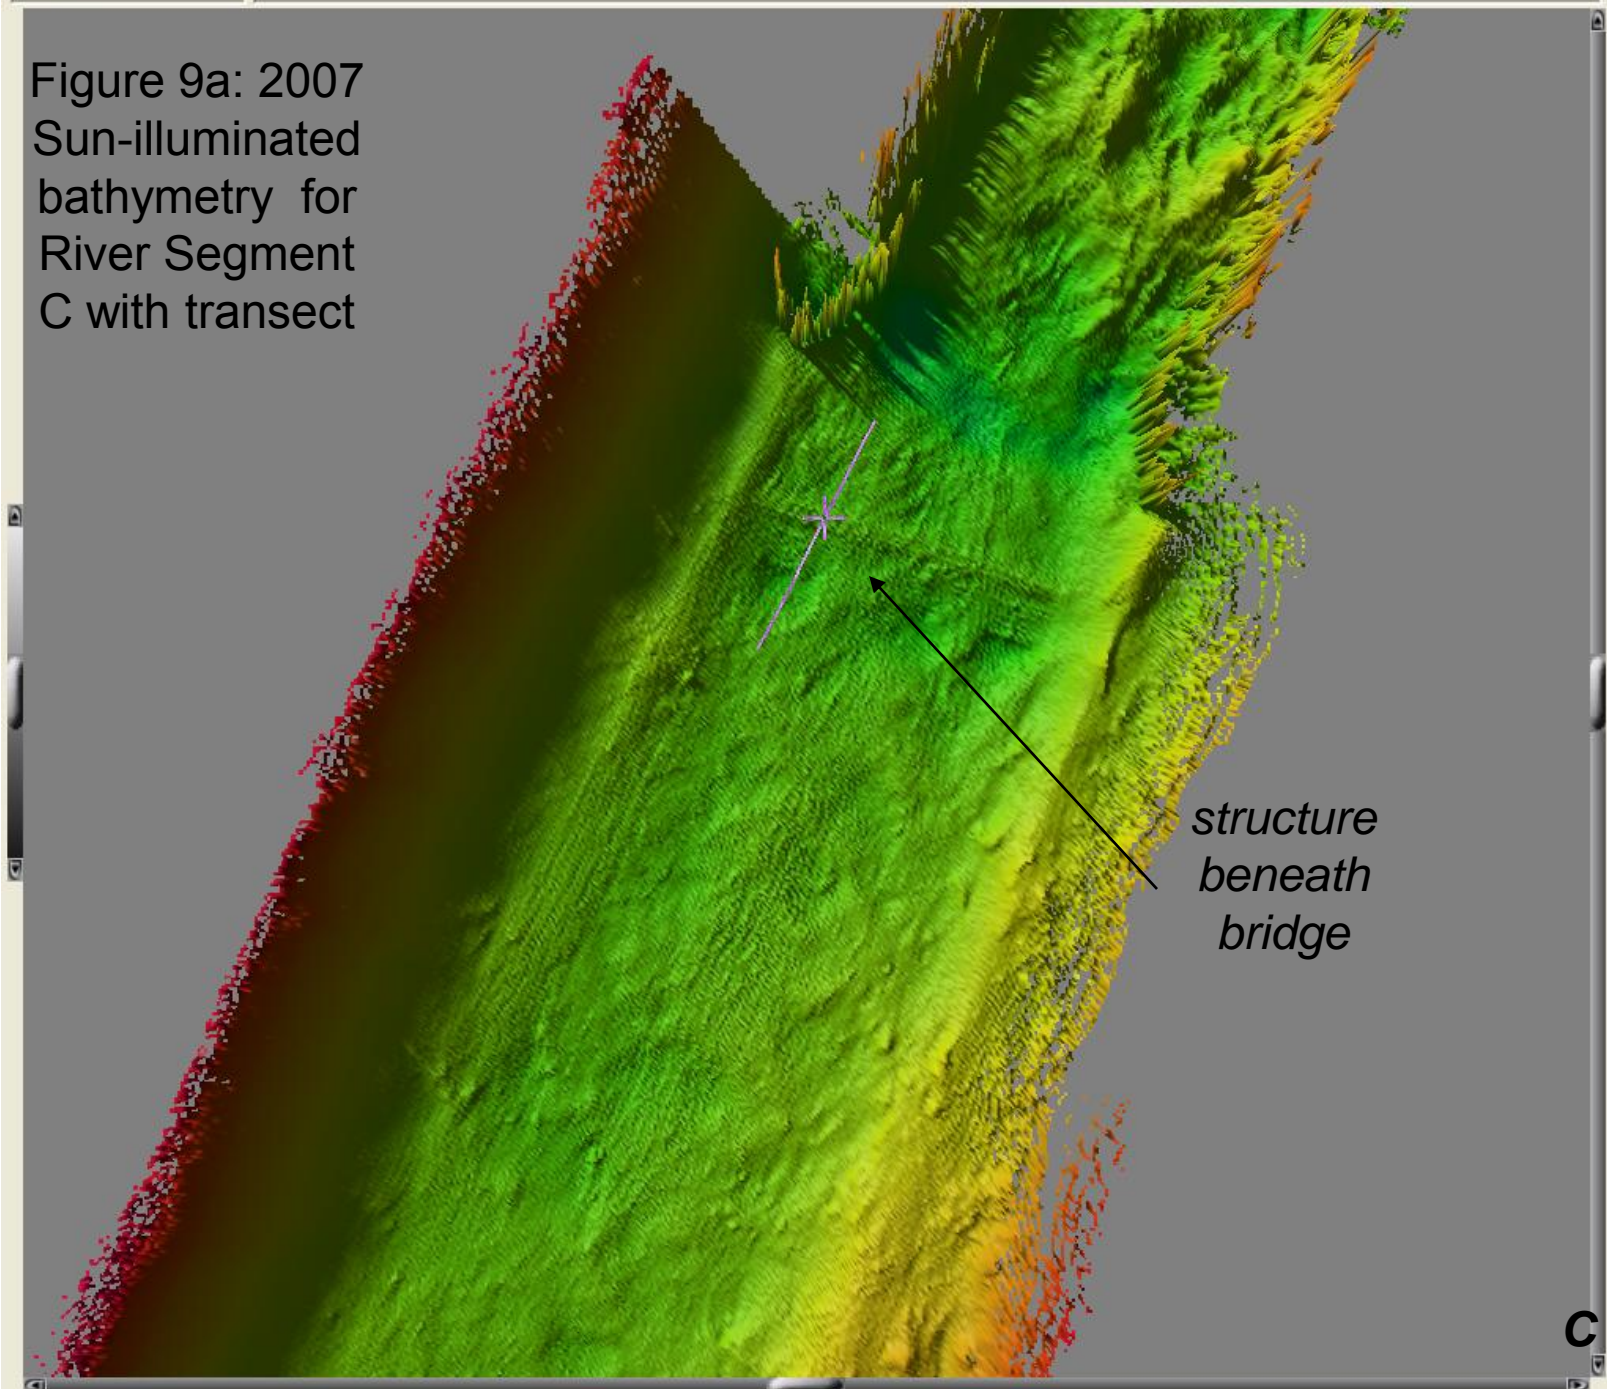 Figure 9a: 2007
Sun-illuminated
bathymetry for
River Segment
C with transect
structure
beneath
bridge
C